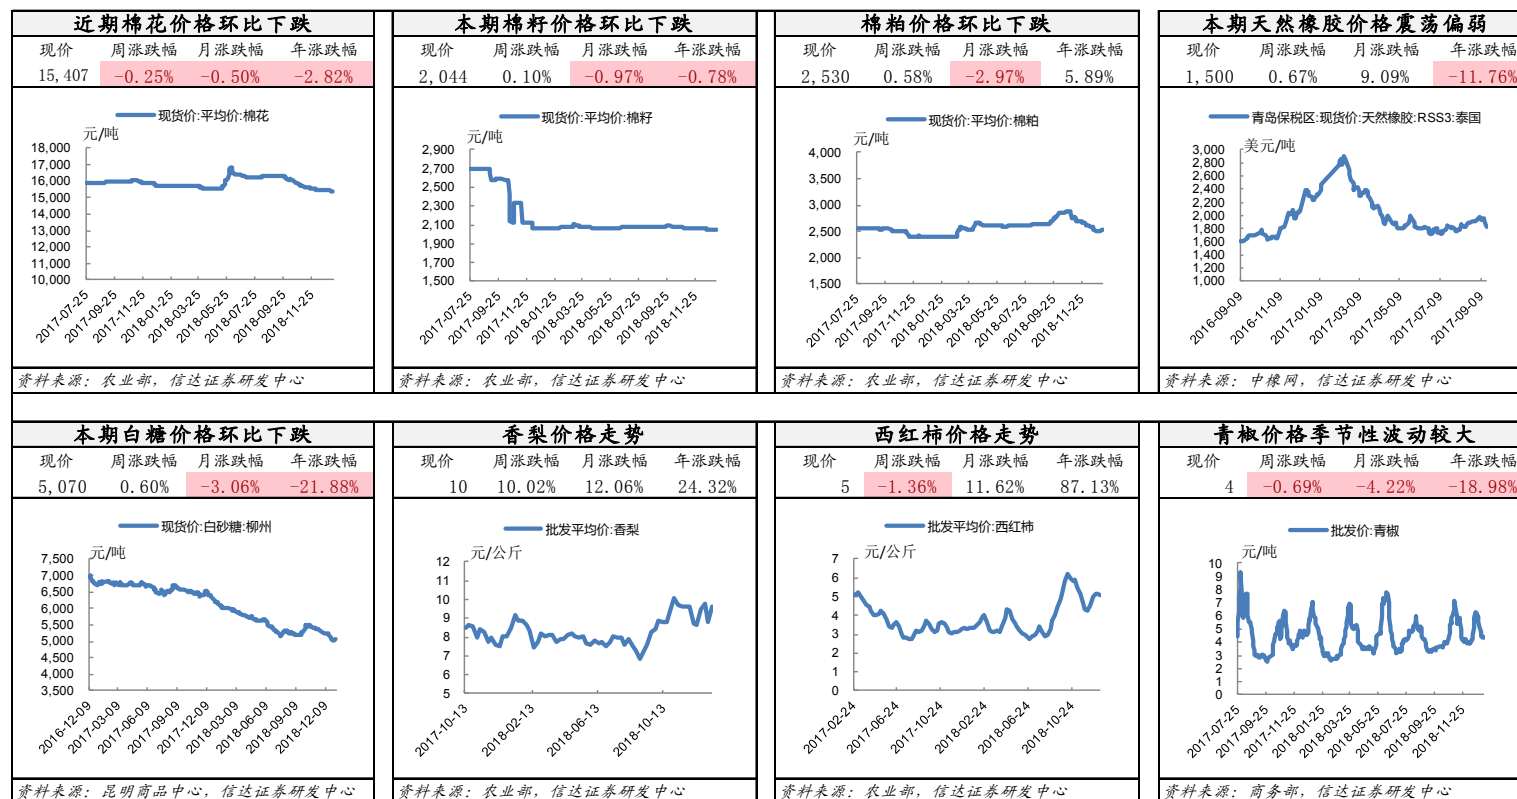 近期棉花价格环比下跌
现价 周涨跌幅 月涨跌幅 年涨跌幅
15,407 -0.25% -0.50% -2.82%
现货价:平均价:棉花
元/吨
18,000
17,000
16,000
15,000
14,000
13,000
12,000
11,000
10,000
2017-07-25
2017-09-25
2017-11-25
2018-01-25
2018-03-25
2018-05-25
2018-07-25
2018-09-25
2018-11-25
资料来源：农业部，信达证券研发中心
本期棉籽价格环比下跌
现价 周涨跌幅 月涨跌幅 年涨跌幅
2,044 0.10% -0.97% -0.78%
现货价:平均价:棉籽
元/吨
2,900
2,700
2,500
2,300
2,100
1,900
1,700
1,500
2017-07-25
2017-09-25
2017-11-25
2018-01-25
2018-03-25
2018-05-25
2018-07-25
2018-09-25
2018-11-25
资料来源：农业部，信达证券研发中心
棉粕价格环比下跌
现价 周涨跌幅 月涨跌幅 年涨跌幅
2,530 0.58% -2.97% 5.89%
现货价:平均价:棉粕
元/吨
4,000
3,500
3,000
2,500
2,000
1,500
2017-07-25
2017-09-25
2017-11-25
2018-01-25
2018-03-25
2018-05-25
2018-07-25
2018-09-25
2018-11-25
资料来源：农业部，信达证券研发中心
本期天然橡胶价格震荡偏弱
现价 周涨跌幅 月涨跌幅 年涨跌幅
1,500 0.67% 9.09% -11.76%
青岛保税区:现货价:天然橡胶:RSS3:泰国
美元/吨
3,000
2,800
2,600
2,400
2,200
2,000
1,800
1,600
1,400
1,200
1,000
2016-09-09
2016-11-09
2017-01-09
2017-03-09
2017-05-09
2017-07-09
2017-09-09
资料来源：中橡网，信达证券研发中心
本期白糖价格环比下跌
现价 周涨跌幅 月涨跌幅 年涨跌幅
5,070 0.60% -3.06% -21.88%
现货价:白砂糖:柳州
元/吨
7,500
7,000
6,500
6,000
5,500
5,000
4,500
4,000
3,500
2016-12-09
2017-03-09
2017-06-09
2017-09-09
2017-12-09
2018-03-09
2018-06-09
2018-09-09
2018-12-09
资料来源：昆明商品中心，信达证券研发中心
香梨价格走势
现价 周涨跌幅 月涨跌幅 年涨跌幅
10 10.02% 12.06% 24.32%
批发平均价:香梨
元/公斤
12
11
10
9
8
7
6
5
2017-10-13
2018-02-13
2018-06-13
2018-10-13
资料来源：农业部，信达证券研发中心
西红柿价格走势
现价 周涨跌幅 月涨跌幅 年涨跌幅
5 -1.36% 11.62% 87.13%
批发平均价:西红柿
元/公斤
7
6
5
4
3
2
1
0
2017-02-24
2017-06-24
2017-10-24
2018-02-24
2018-06-24
2018-10-24
资料来源：农业部，信达证券研发中心
青椒价格季节性波动较大
现价 周涨跌幅 月涨跌幅 年涨跌幅
4 -0.69% -4.22% -18.98%
批发价:青椒
元/吨
10
9
8
7
6
5
4
3
2
1
0
2017-07-25
2017-09-25
2017-11-25
2018-01-25
2018-03-25
2018-05-25
2018-07-25
2018-09-25
2018-11-25
资料来源：商务部，信达证券研发中心